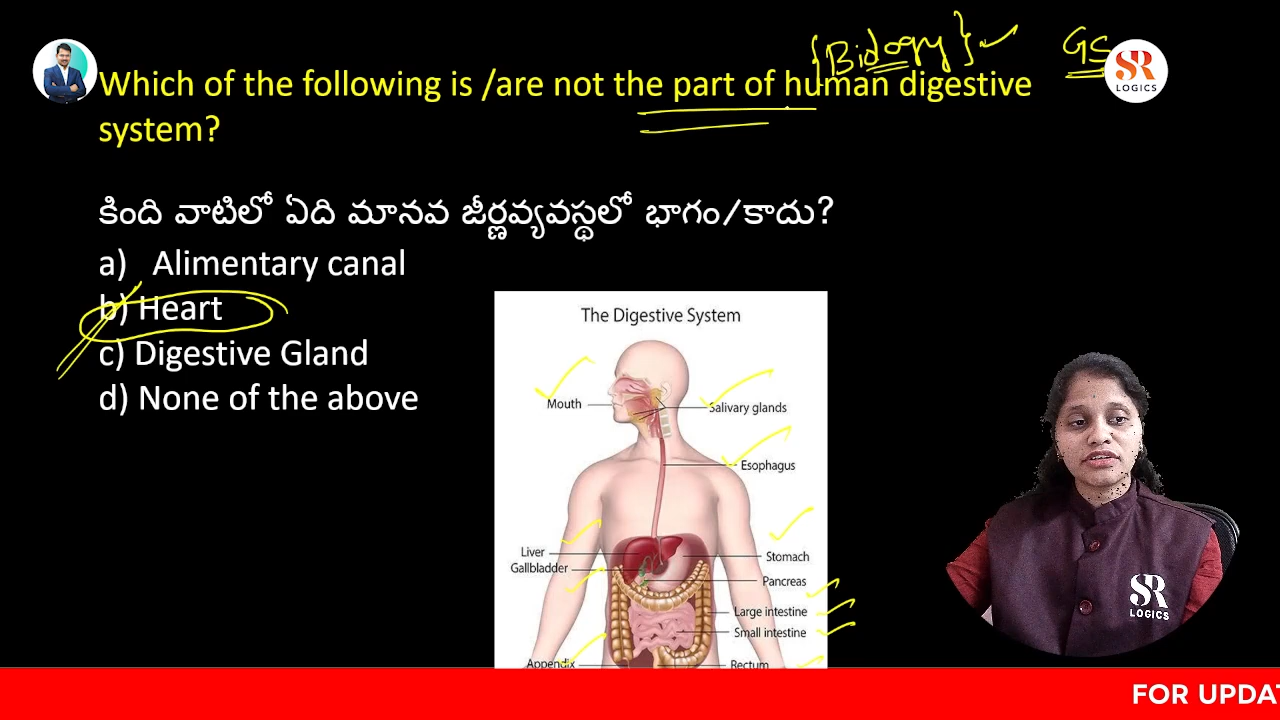 {Biology}
GS
SR
LOGICS
Which of the following is /are not the part of human digestive
system?
కింది వాటిలో ఏది మానవ జీర్ణవ్యవస్థలో భాగం/కాదు?
a) Alimentary canal
b) Heart
c) Digestive Gland
d) None of the above
The Digestive System
Mouth
Salivary glands
Esophagus
Liver
Stomach
Gallbladder
Pancreas
Large intestine
Small intestine
Appendix
Rectum
SR
LOGICS
FOR UPDA